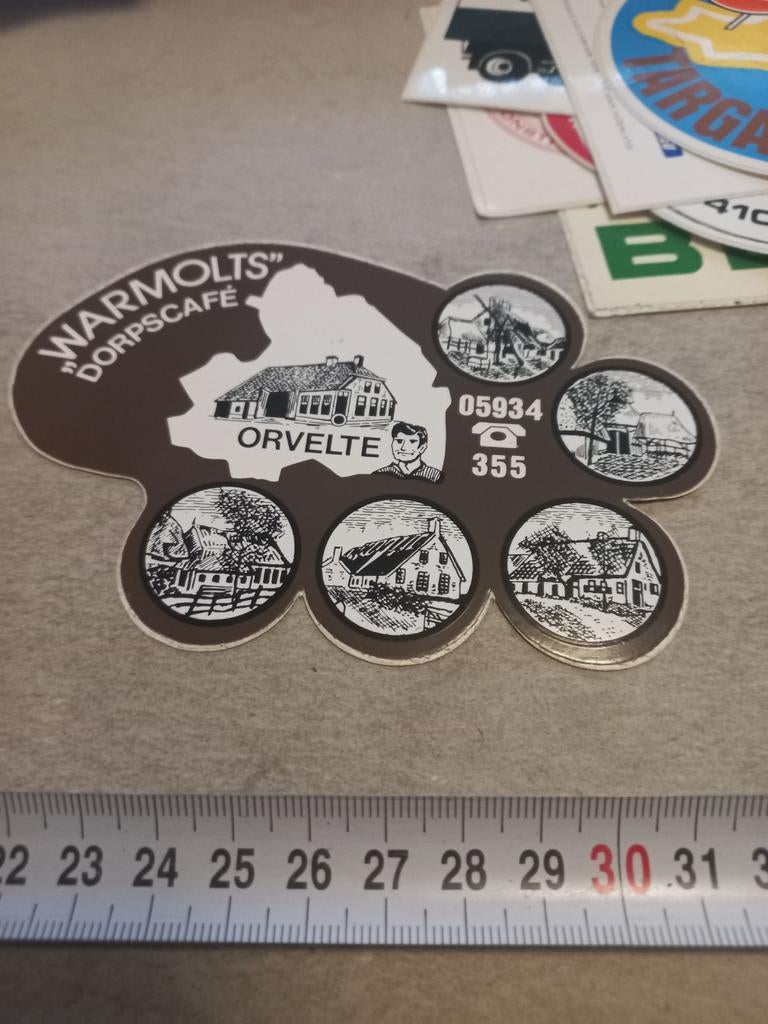 „WARMOLTS”
DORPSCAFÉ
ORVELTE
05934
355
TARGA
410
B
22 23 24 25 26 27 28 29 30 31